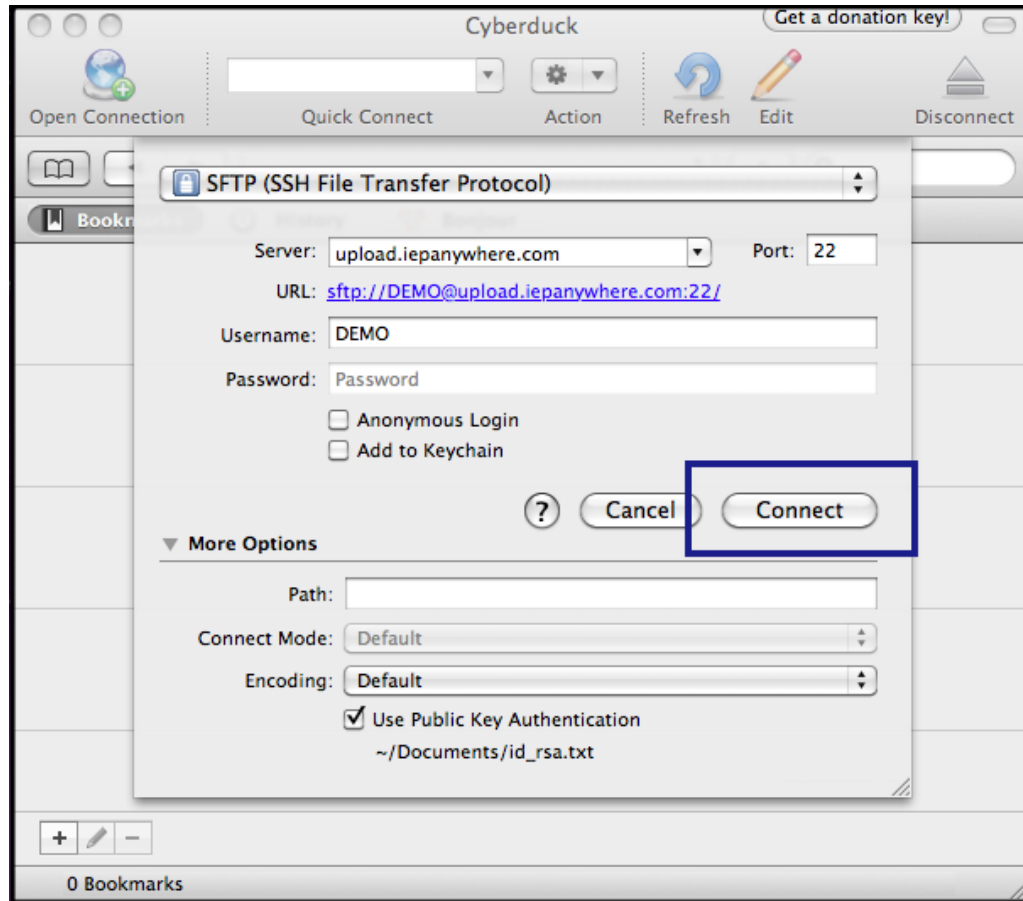 Cyberduck
Get a donation key!
Open Connection
Quick Connect
Action
Refresh
Edit
Disconnect
SFTP (SSH File Transfer Protocol)
Bookm
History
Bonjour
Server: upload.iepanywhere.com Port: 22
URL: sftp://DEMO@upload.iepanywhere.com:22/
Username: DEMO
Password: Password
Anonymous Login
Add to Keychain
? Cancel Connect
More Options
Path:
Connect Mode: Default
Encoding: Default
Use Public Key Authentication
~/Documents/id_rsa.txt
0 Bookmarks